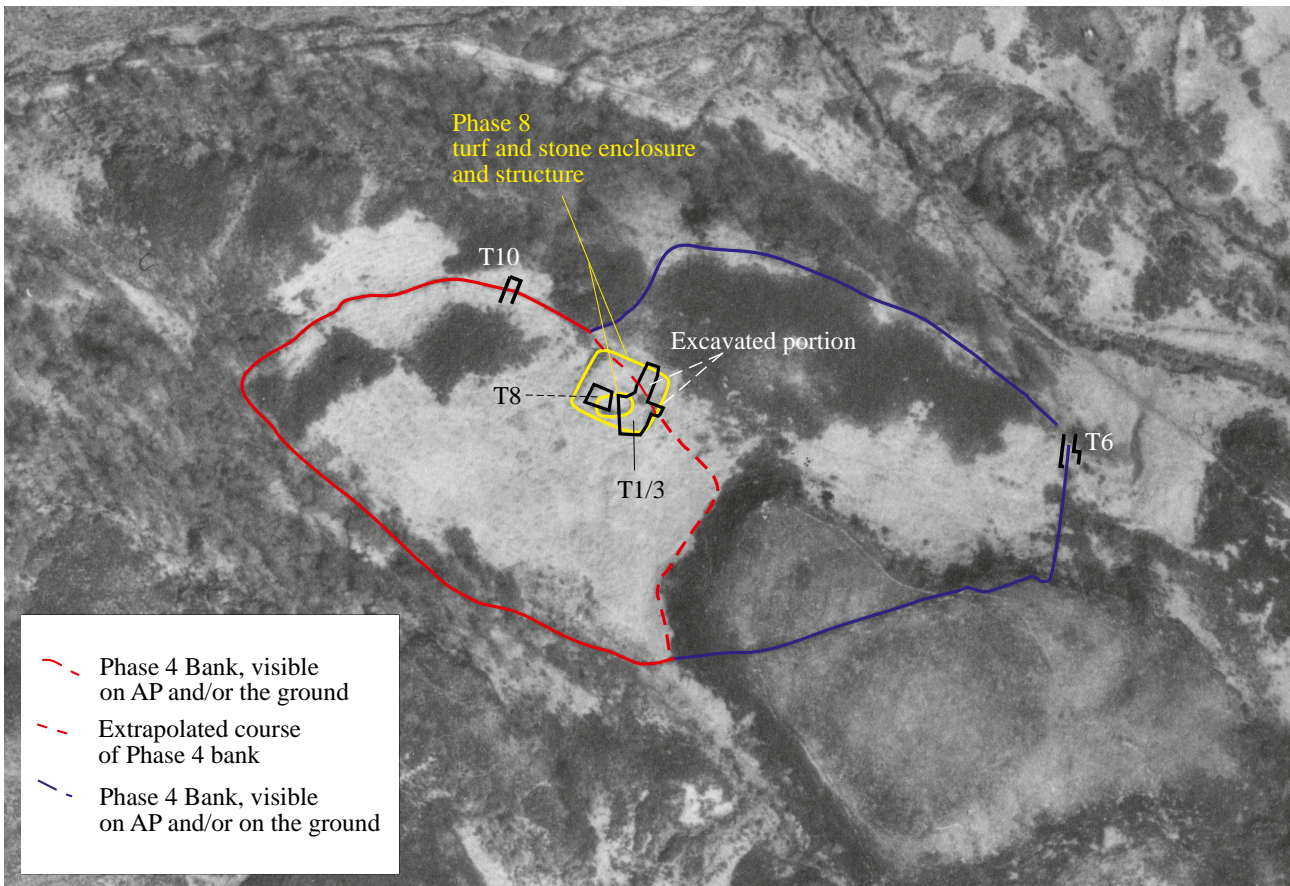 Phase 8
turf and stone enclosure
and structure
T10
Excavated portion
T8
T6
T1/3
Phase 4 Bank, visible
on AP and/or the ground
Extrapolated course
of Phase 4 bank
Phase 4 Bank, visible
on AP and/or on the ground